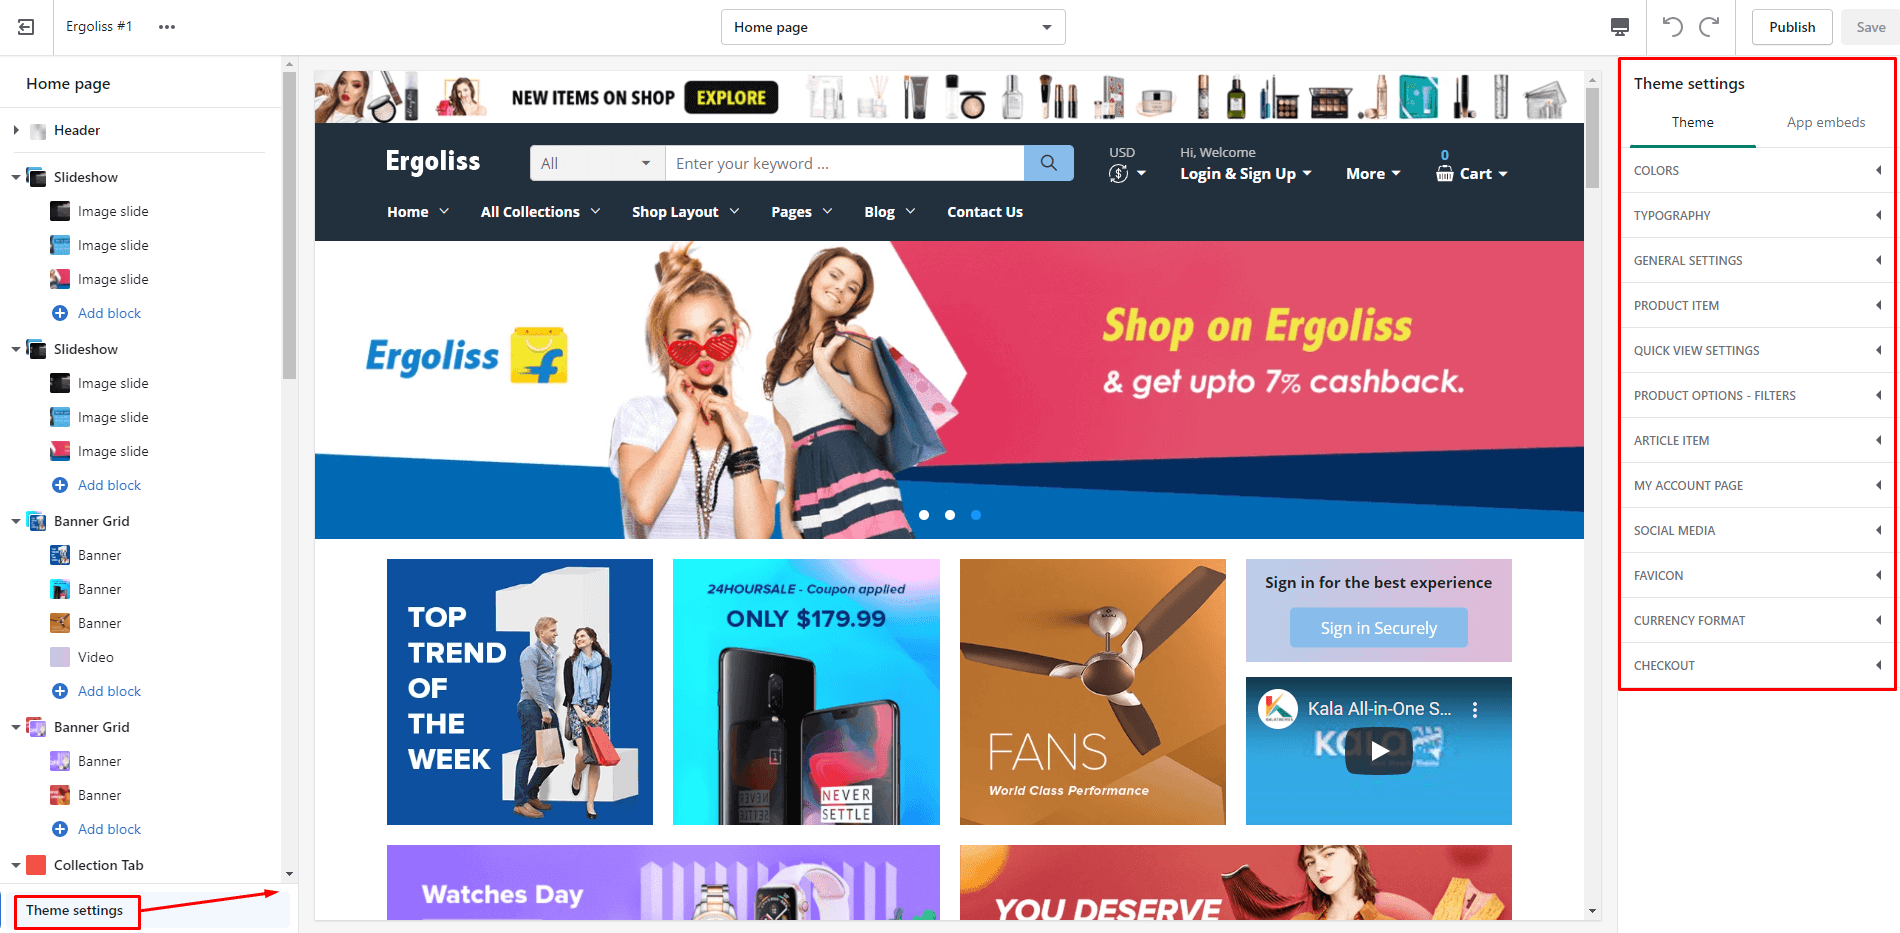 Ergoliss #1
Home page
Publish
Save
Home page
Header
Slideshow
Image slide
Image slide
Image slide
Add block
Slideshow
Image slide
Image slide
Image slide
Add block
Banner Grid
Banner
Banner
Banner
Video
Add block
Banner Grid
Banner
Banner
Add block
Collection Tab
Theme settings
NEW ITEMS ON SHOP EXPLORE
Ergoliss
All
Enter your keyword ...
USD
Hi, Welcome
Login & Sign Up
More
0
Cart
Home
All Collections
Shop Layout
Pages
Blog
Contact Us
Ergoliss
Shop on Ergoliss
& get upto 7% cashback.
TOP
TREND
OF
THE
WEEK
1
24HOURSALE - Coupon applied
ONLY $179.99
NEVER
SETTLE
FANS
World Class Performance
Sign in for the best experience
Sign in Securely
Kala All-in-One S...
Watches Day
YOU DESERVE
Theme settings
Theme
App embeds
COLORS
TYPOGRAPHY
GENERAL SETTINGS
PRODUCT ITEM
QUICK VIEW SETTINGS
PRODUCT OPTIONS - FILTERS
ARTICLE ITEM
MY ACCOUNT PAGE
SOCIAL MEDIA
FAVICON
CURRENCY FORMAT
CHECKOUT